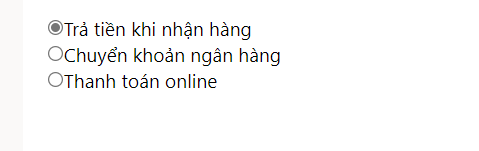 Trả tiền khi nhận hàng
Chuyển khoản ngân hàng
Thanh toán online